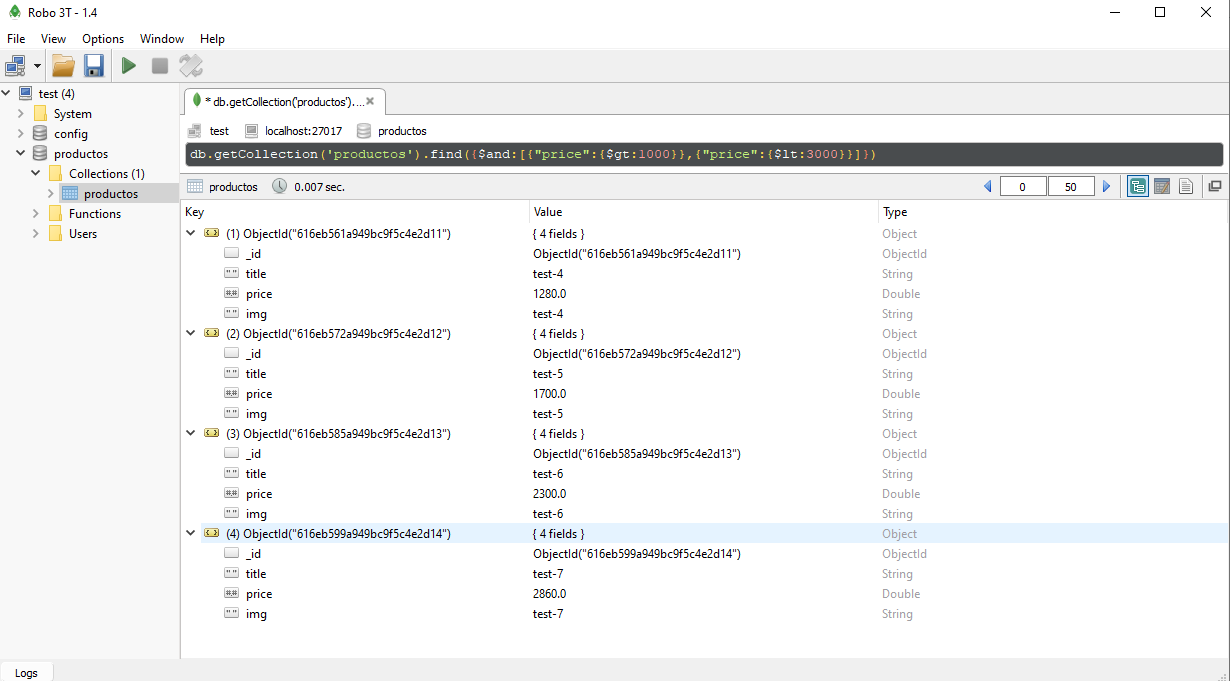 Robo 3T - 1.4
File View Options Window Help
test (4)
System
config
productos
Collections (1)
productos
Functions
Users
* db.getCollection('productos')....
test localhost:27017 productos
db.getCollection('productos').find({$and:[{"price":{$gt:1000}},{"price":{$lt:3000}}]})
productos 0.007 sec. 0 50
Key Value Type
(1) ObjectId("616eb561a949bc9f5c4e2d11") { 4 fields } Object
_id ObjectId("616eb561a949bc9f5c4e2d11") ObjectId
title test-4 String
price 1280.0 Double
img test-4 String
(2) ObjectId("616eb572a949bc9f5c4e2d12") { 4 fields } Object
_id ObjectId("616eb572a949bc9f5c4e2d12") ObjectId
title test-5 String
price 1700.0 Double
img test-5 String
(3) ObjectId("616eb585a949bc9f5c4e2d13") { 4 fields } Object
_id ObjectId("616eb585a949bc9f5c4e2d13") ObjectId
title test-6 String
price 2300.0 Double
img test-6 String
(4) ObjectId("616eb599a949bc9f5c4e2d14") { 4 fields } Object
_id ObjectId("616eb599a949bc9f5c4e2d14") ObjectId
title test-7 String
price 2860.0 Double
img test-7 String
Logs